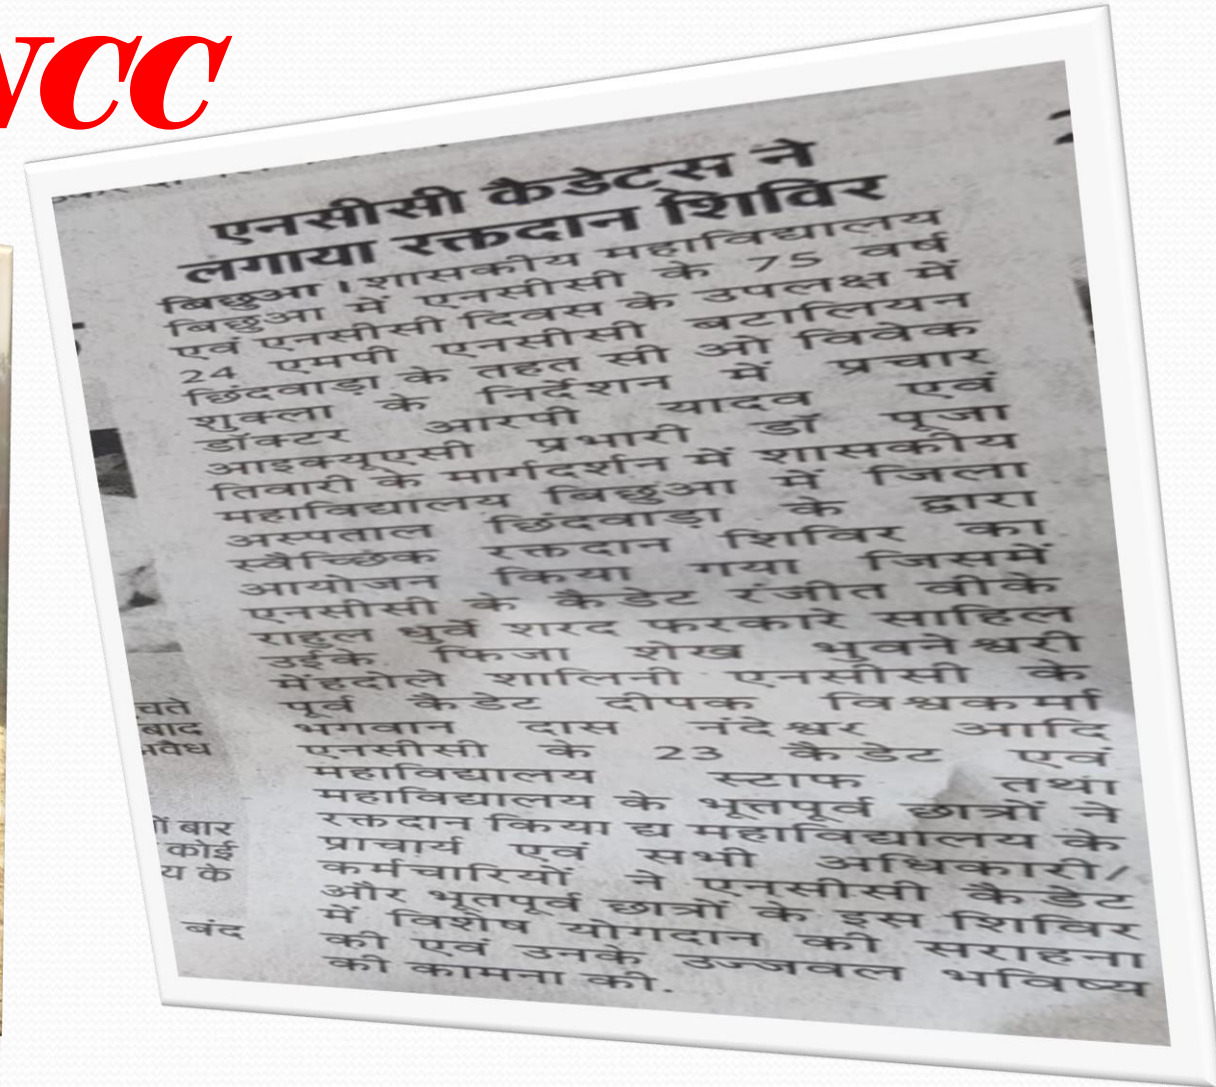 NCC
एनसीसी कैडेटस ने
लगाया रक्तदान शिविर
बिछुआ। शासकीय महाविद्यालय
बिछुआ में एनसीसी के 75 वर्ष
एवं एनसीसी दिवस के उपलक्ष में
24 एमपी एनसीसी बटालियन
छिंदवाड़ा के तहत सी ओ विवेक
शुक्ला के निर्देशन में प्रचार
डॉक्टर आरपी यादव एवं
आइक्यूएसी प्रभारी डॉ पूजा
तिवारी के मार्गदर्शन में शासकीय
महाविद्यालय बिछुआ में जिला
अस्पताल छिंदवाड़ा के द्वारा
स्वैच्छिक रक्तदान शिविर का
आयोजन किया गया जिसमें
एनसीसी के कैडेट रंजीत वीके
राहुल धुर्वे शरद फरकारे साहिल
उईके फिजा शेख भुवनेश्वरी
मेंहदोले शालिनी एनसीसी के
पूर्व कैडेट दीपक विश्वकर्मा
भगवान दास नंदेश्वर आदि
एनसीसी के 23 कैडेट एवं
महाविद्यालय स्टाफ तथा
महाविद्यालय के भूतपूर्व छात्रों ने
रक्तदान किया द्य महाविद्यालय के
प्राचार्य एवं सभी अधिकारी/
कर्मचारियों ने एनसीसी कैडेट
और भूतपूर्व छात्रों के इस शिविर
में विशेष योगदान की सराहना
की एवं उनके उज्जवल भविष्य
की कामना की.
चते
बाद
वैध
बार
कोई
य के
बंद